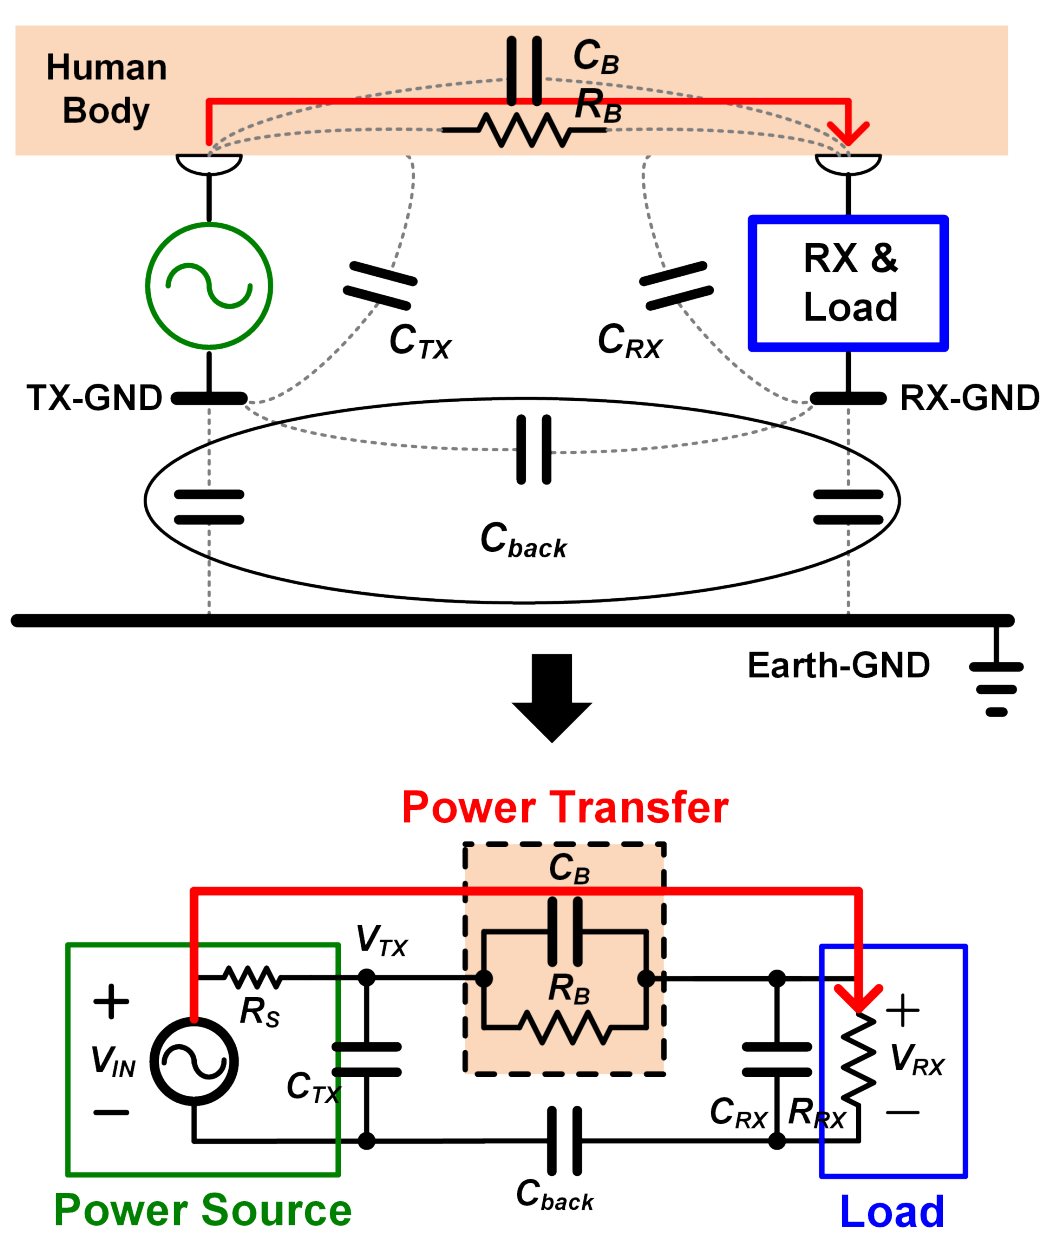 Human
Body
C_B
R_B
RX &
Load
C_TX
C_RX
TX-GND
RX-GND
C_back
Earth-GND
Power Transfer
C_B
V_TX
R_B
R_S
+
V_IN
−
C_TX
C_RX
R_RX
+
V_RX
−
C_back
Power Source
Load